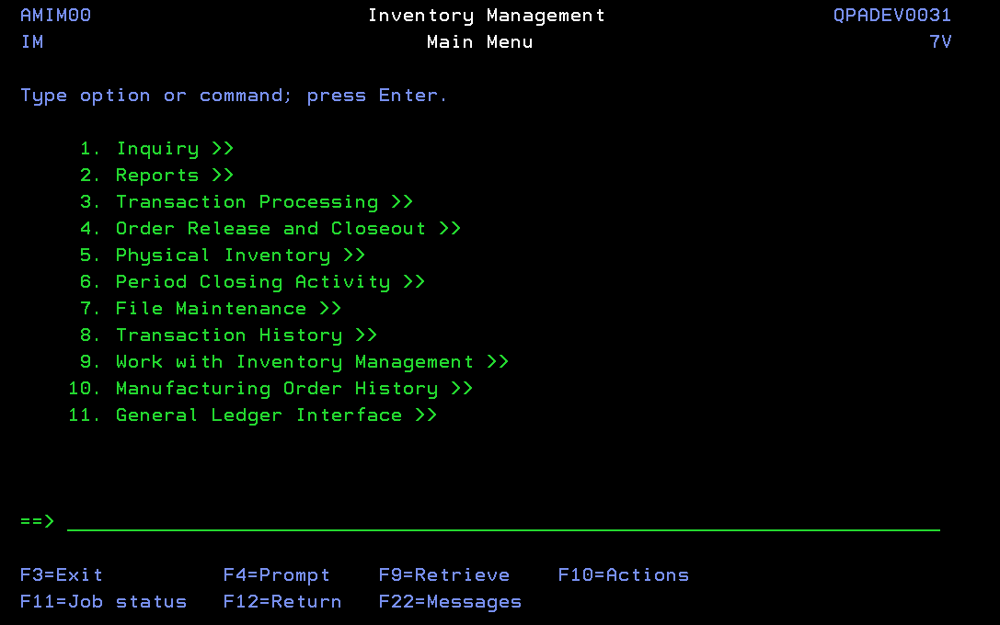 AMIM00 Inventory Management QPADEV0031
IM Main Menu 7V
Type option or command; press Enter.
1. Inquiry >>
2. Reports >>
3. Transaction Processing >>
4. Order Release and Closeout >>
5. Physical Inventory >>
6. Period Closing Activity >>
7. File Maintenance >>
8. Transaction History >>
9. Work with Inventory Management >>
10. Manufacturing Order History >>
11. General Ledger Interface >>
==>
F3=Exit F4=Prompt F9=Retrieve F10=Actions
F11=Job status F12=Return F22=Messages